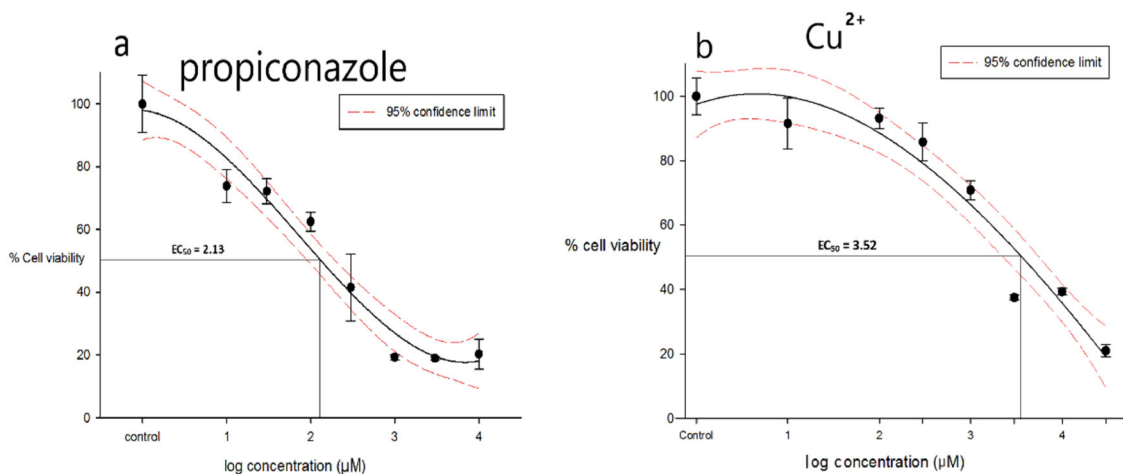 a
propiconazole
95% confidence limit
100
80
60
% Cell viability
EC₅₀ = 2.13
40
20
0
control
1
2
3
4
log concentration (µM)
b
Cu²⁺
95% confidence limit
100
80
60
% cell viability
EC₅₀ = 3.52
40
20
0
Control
1
2
3
4
log concentration (µM)